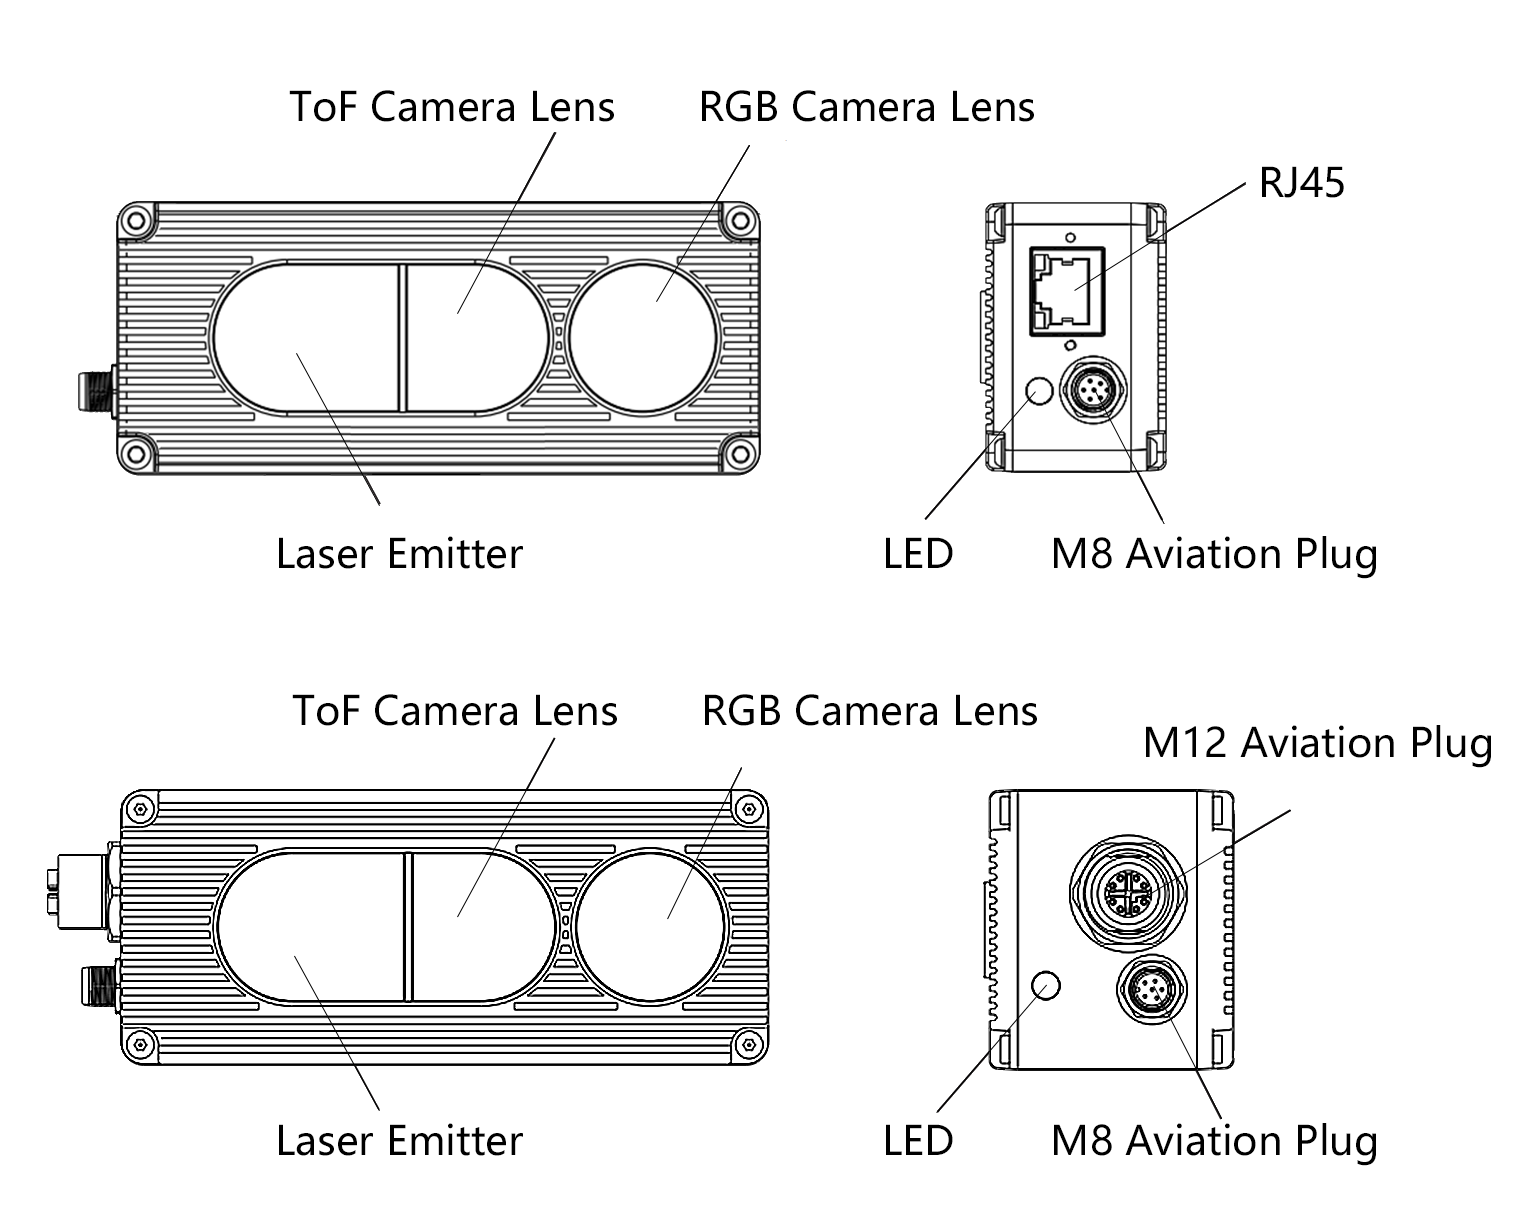 ToF Camera Lens
RGB Camera Lens
RJ45
Laser Emitter
LED
M8 Aviation Plug
ToF Camera Lens
RGB Camera Lens
M12 Aviation Plug
Laser Emitter
LED
M8 Aviation Plug